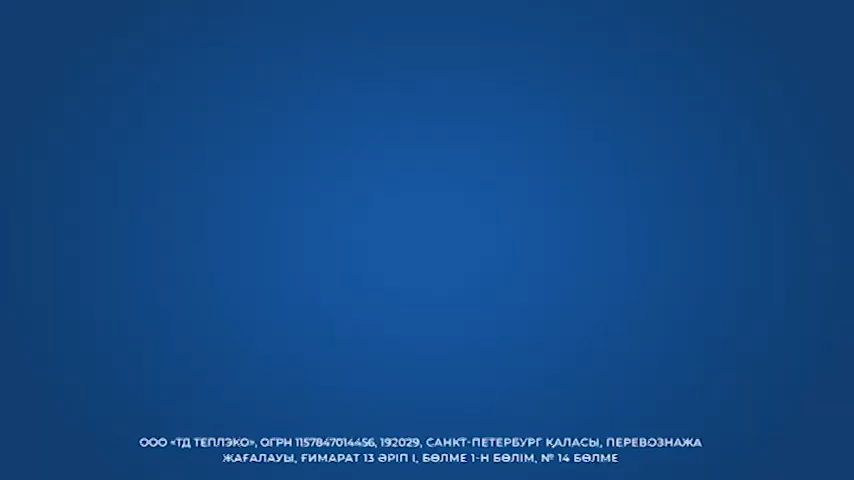 ООО «ТД ТЕПЛЭКО», ОГРН 1157847014456, 192029, САНКТ-ПЕТЕРБУРГ ҚАЛАСЫ, ПЕРЕВОЗНАЖА
ЖАҒАЛАУЫ, ҒИМАРАТ 13 ӘРІП І, БӨЛМЕ 1-Н БӨЛІМ, № 14 БӨЛМЕ